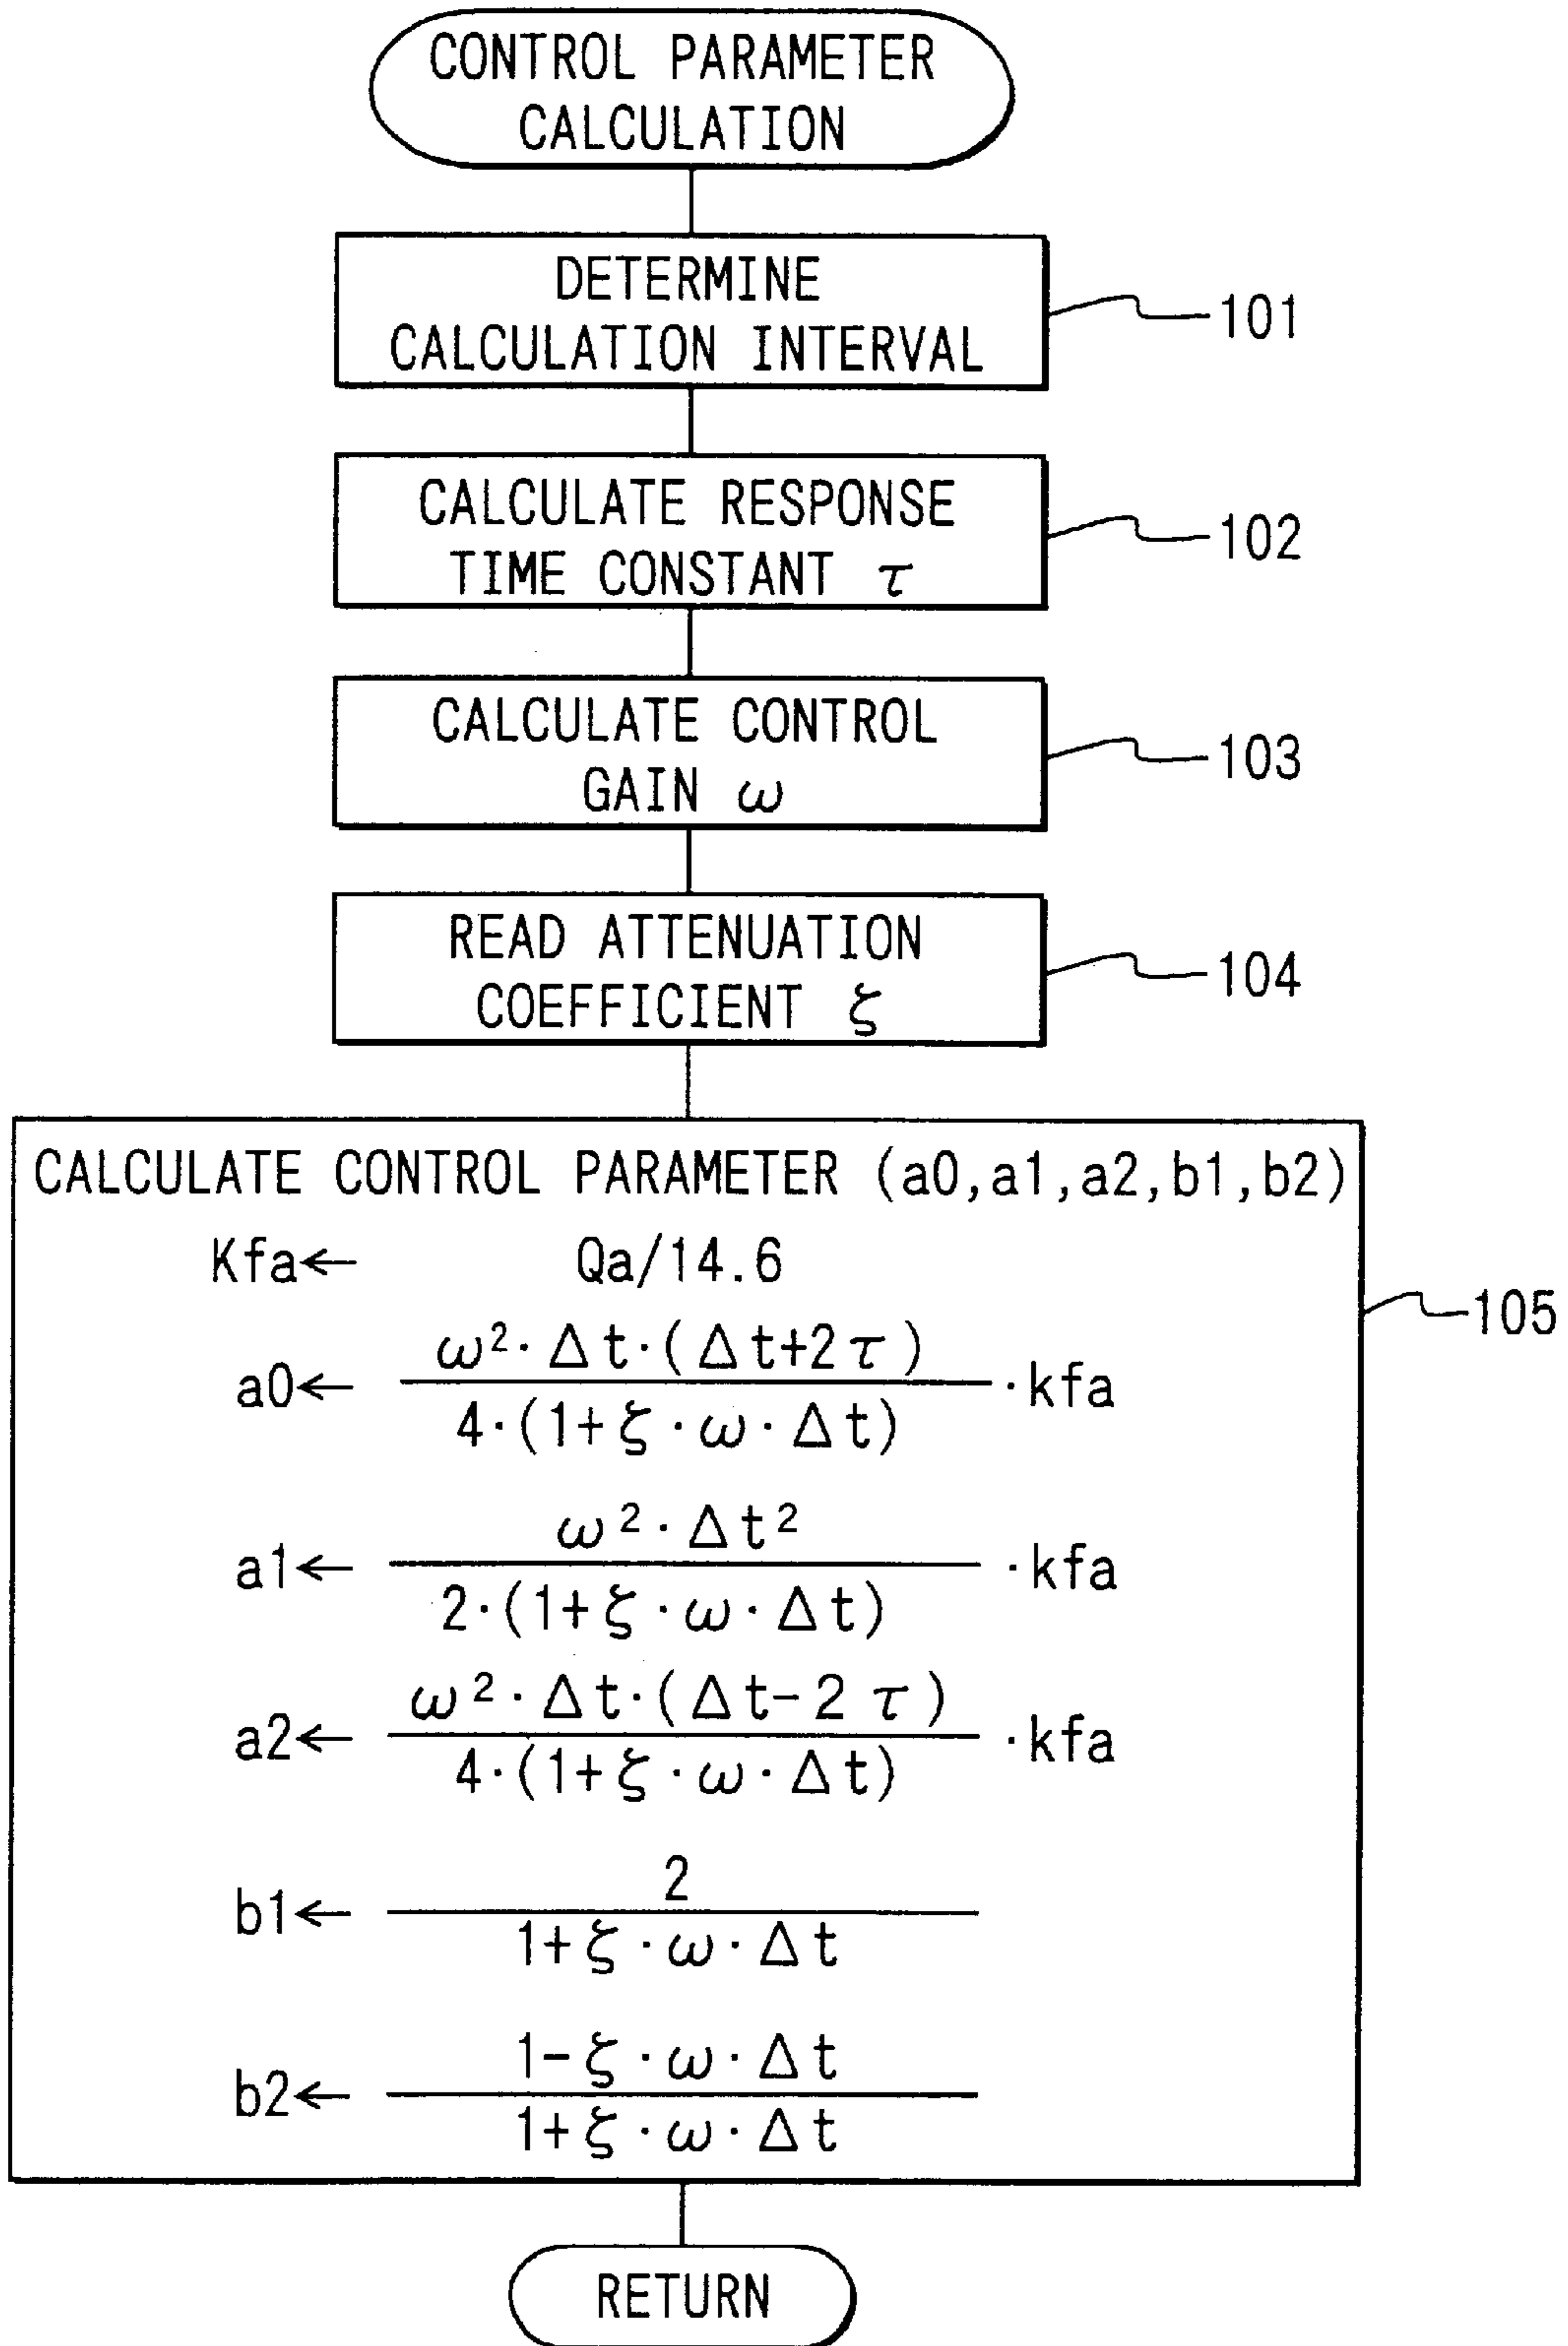 CONTROL PARAMETER
CALCULATION
DETERMINE
CALCULATION INTERVAL
101
CALCULATE RESPONSE
TIME CONSTANT τ
102
CALCULATE CONTROL
GAIN ω
103
READ ATTENUATION
COEFFICIENT ζ
104
CALCULATE CONTROL PARAMETER (a0,a1,a2,b1,b2)
Kfa← Qa/14.6
105
ω²·Δt·(Δt+2τ)
a0← ·kfa
4·(1+ζ·ω·Δt)
ω²·Δt²
a1← ·kfa
2·(1+ζ·ω·Δt)
ω²·Δt·(Δt-2τ)
a2← ·kfa
4·(1+ζ·ω·Δt)
2
b1←
1+ζ·ω·Δt
1-ζ·ω·Δt
b2←
1+ζ·ω·Δt
RETURN